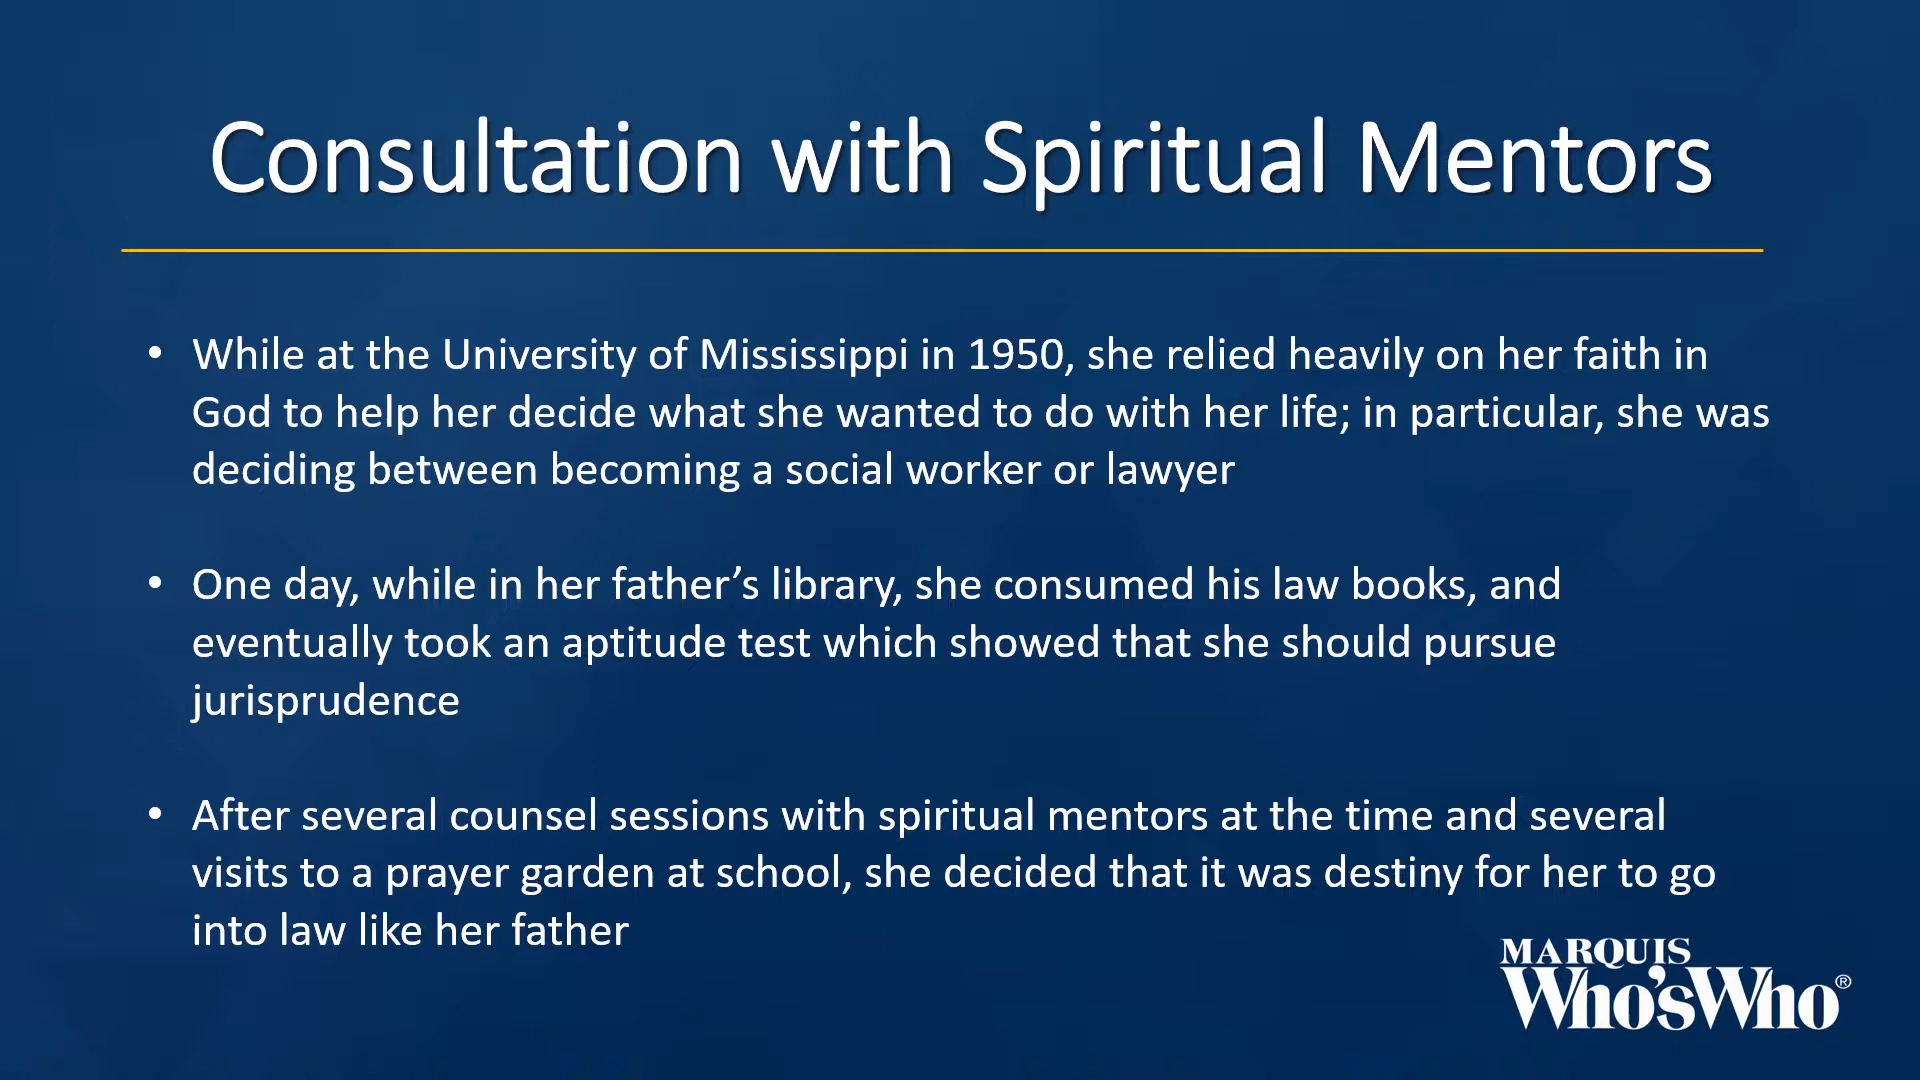 Consultation with Spiritual Mentors
• While at the University of Mississippi in 1950, she relied heavily on her faith in
God to help her decide what she wanted to do with her life; in particular, she was
deciding between becoming a social worker or lawyer
• One day, while in her father’s library, she consumed his law books, and
eventually took an aptitude test which showed that she should pursue
jurisprudence
• After several counsel sessions with spiritual mentors at the time and several
visits to a prayer garden at school, she decided that it was destiny for her to go
into law like her father
MARQUIS
Who'sWho®